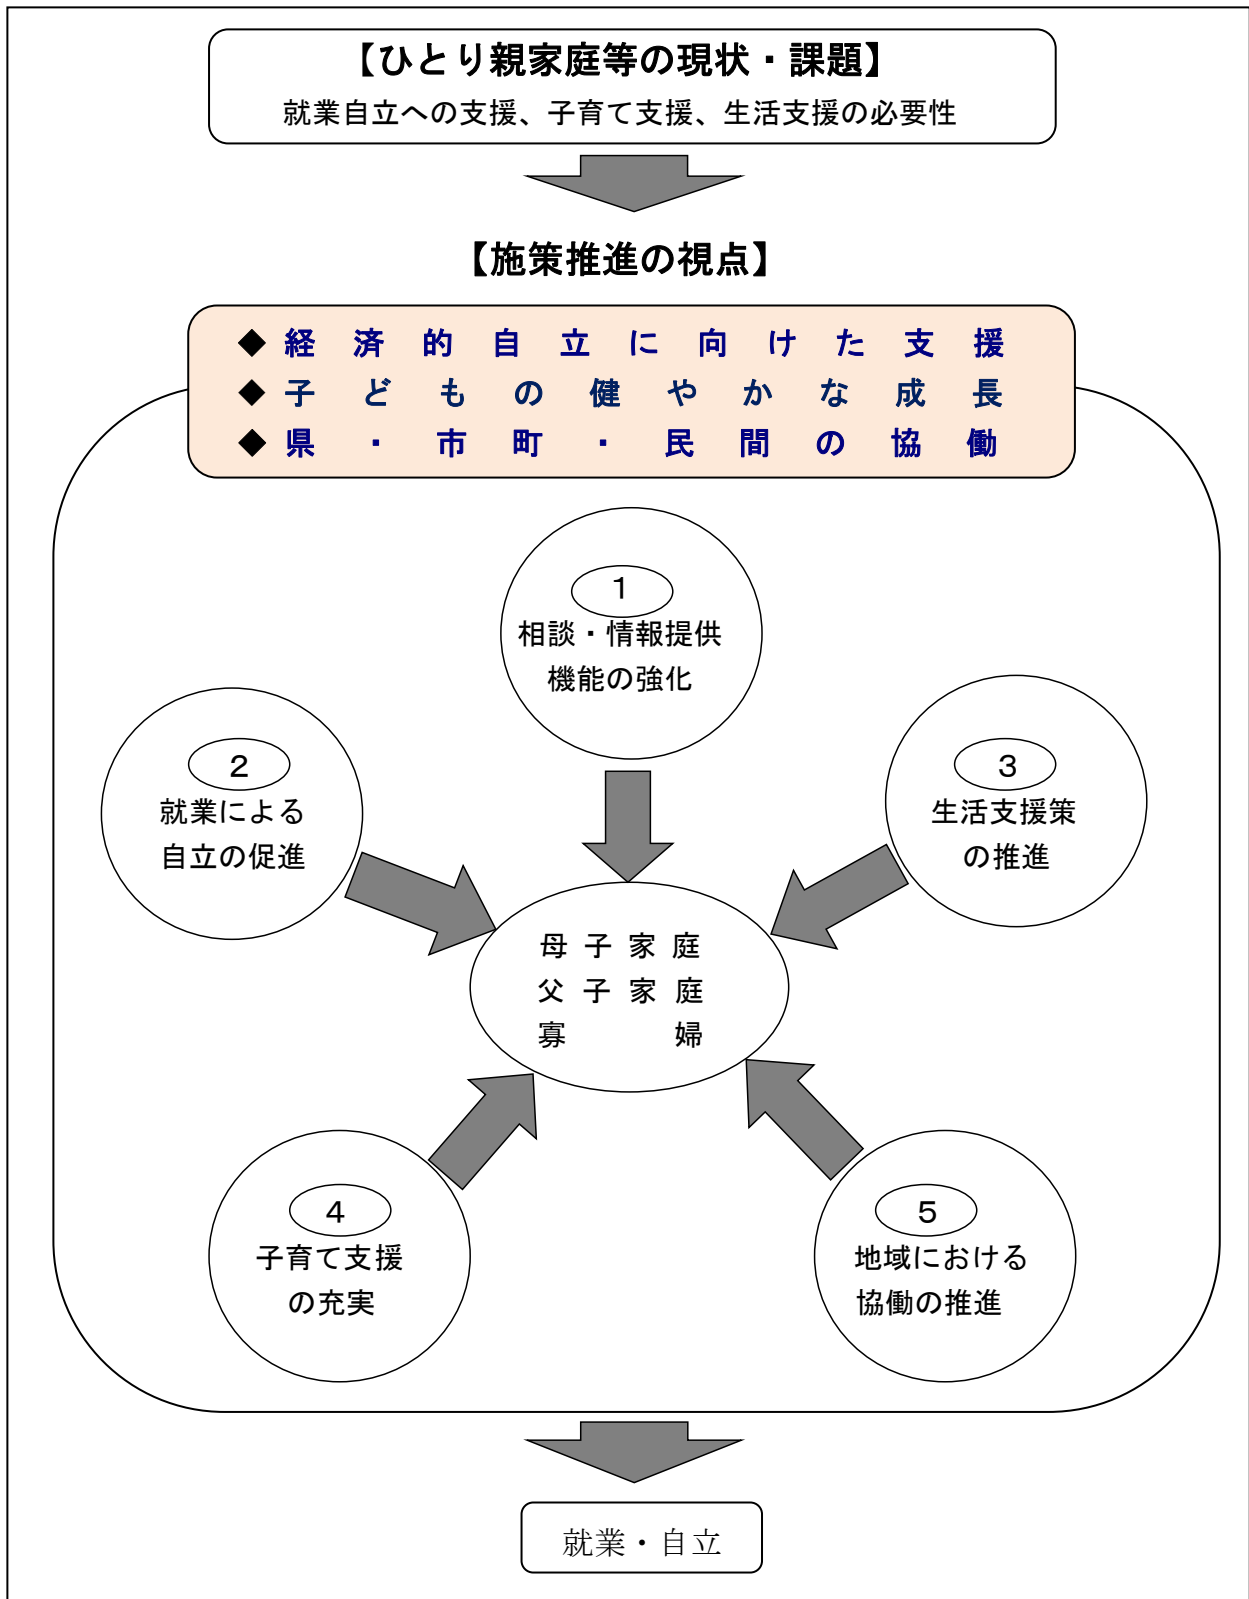 【ひとり親家庭等の現状・課題】
就業自立への支援、子育て支援、生活支援の必要性
【施策推進の視点】
◆経済的自立に向けた支援
◆子どもの健やかな成長
◆県・市町・民間の協働
1
相談・情報提供
機能の強化
2
就業による
自立の促進
3
生活支援策
の推進
母子家庭
父子家庭
寡婦
4
子育て支援
の充実
5
地域における
協働の推進
就業・自立